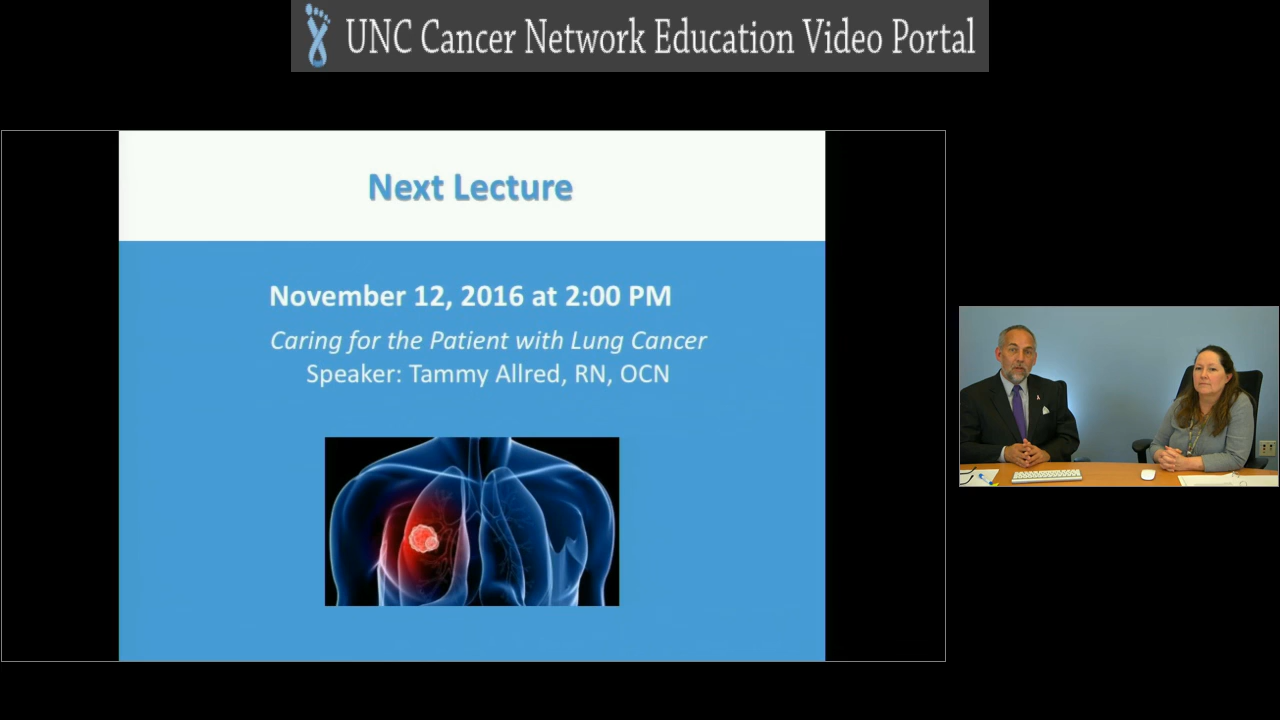 UNC Cancer Network Education Video Portal
Next Lecture
November 12, 2016 at 2:00 PM
Caring for the Patient with Lung Cancer
Speaker: Tammy Allred, RN, OCN